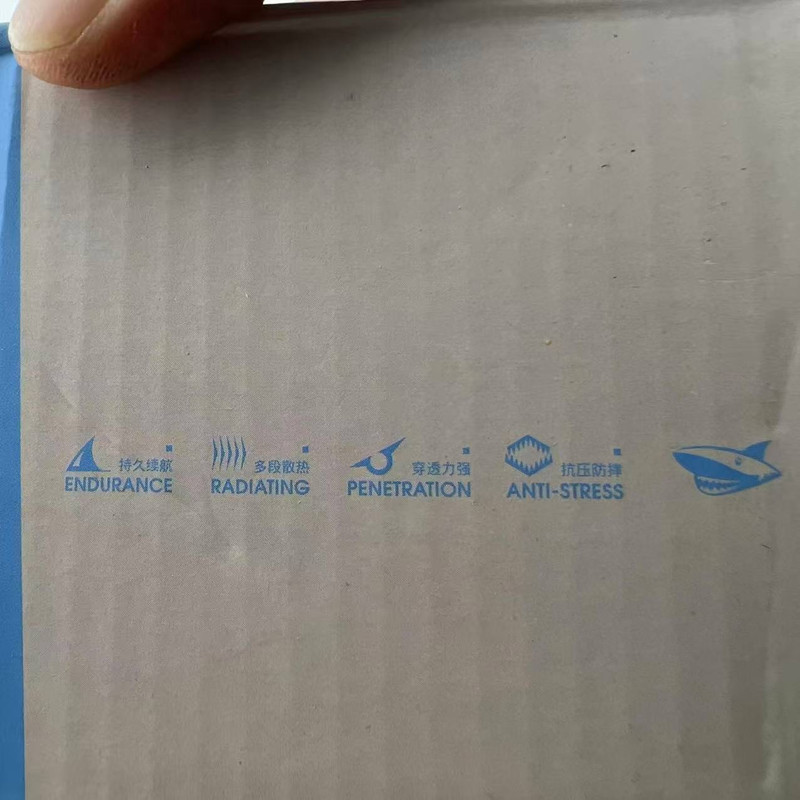 持久续航
ENDURANCE
多段散热
RADIATING
穿透力强
PENETRATION
抗压防摔
ANTI-STRESS